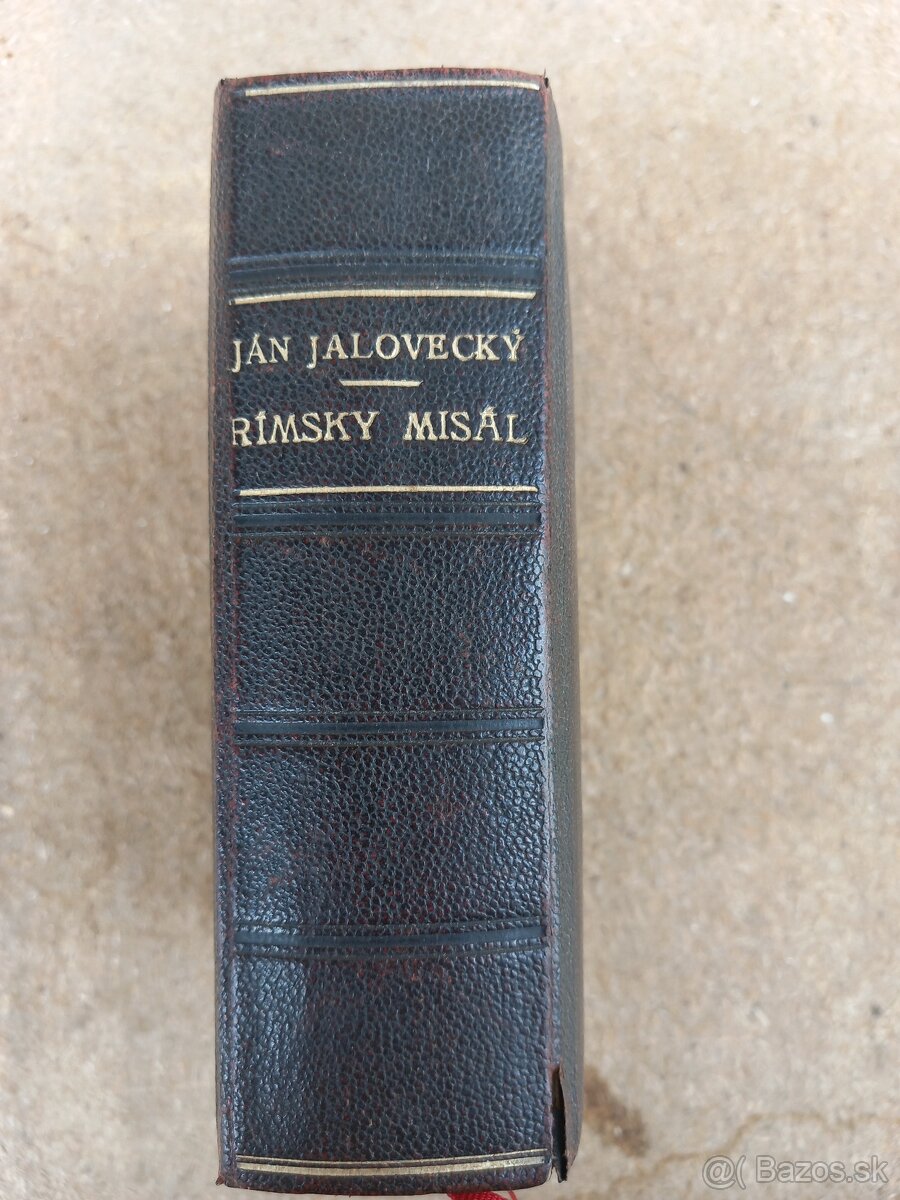 JÁN JALOVECKÝ
RÍMSKY MISÁL
@( Bazos.sk